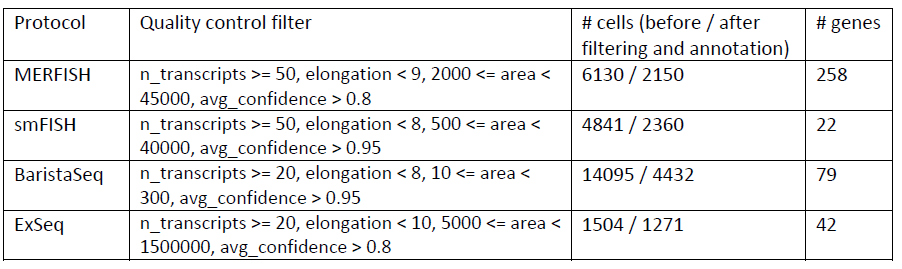 Protocol Quality control filter # cells (before / after # genes
filtering and annotation)
MERFISH n_transcripts >= 50, elongation < 9, 2000 <= area < 6130 / 2150 258
45000, avg_confidence > 0.8
smFISH n_transcripts >= 50, elongation < 8, 500 <= area < 4841 / 2360 22
40000, avg_confidence > 0.95
BaristaSeq n_transcripts >= 20, elongation < 8, 10 <= area < 14095 / 4432 79
300, avg_confidence > 0.95
ExSeq n_transcripts >= 20, elongation < 10, 5000 <= area < 1504 / 1271 42
1500000, avg_confidence > 0.8